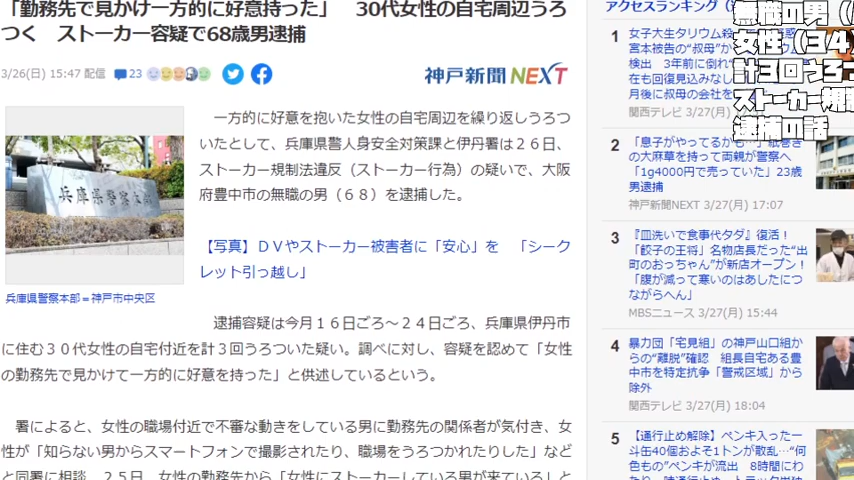 「勤務先で見かけ一方的に好意持った」　30代女性の自宅周辺うろ
つく　ストーカー容疑で68歳男逮捕
3/26(日) 15:47 配信
23
神戸新聞NEXT
一方的に好意を抱いた女性の自宅周辺を繰り返しうろつ
いたとして、兵庫県警人身安全対策課と伊丹署は２６日、
ストーカー規制法違反（ストーカー行為）の疑いで、大阪
府豊中市の無職の男（６８）を逮捕した。
【写真】ＤＶやストーカー被害者に「安心」を　「シーク
レット引っ越し」
兵庫県警察本部＝神戸市中央区
逮捕容疑は今月１６日ごろ〜２４日ごろ、兵庫県伊丹市
に住む３０代女性の自宅付近を計３回うろついた疑い。調べに対し、容疑を認めて「女性
の勤務先で見かけて一方的に好意を持った」と供述しているという。
署によると、女性の職場付近で不審な動きをしている男に勤務先の関係者が気付き、女
性が「知らない男からスマートフォンで撮影されたり、職場をうろつかれたりした」など
と同署に相談。２５日、女性の勤務先から「女性にストーカーしている男が来ている」と
アクセスランキング
1
女子大生タリウム殺
宮本被告の“叔母”か
検出　3年前に倒れ
在も回復見込みなし
月後に叔母の会社を
関西テレビ 3/27(月)
2
「息子がやってるかも…」紙巻き
の大麻草を持って両親が警察へ
「1g4000円で売っていた」23歳
男逮捕
神戸新聞NEXT 3/27(月) 17:07
3
『皿洗いで食事代タダ』復活！
「餃子の王将」名物店長だった“出
町のおっちゃん”が新店オープン！
「腹が減って寒いのはあしたにつ
ながらへん」
MBSニュース 3/27(月) 15:44
4
暴力団「宅見組」の神戸山口組か
らの“離脱”確認　組長自宅ある豊
中市を特定抗争「警戒区域」から
除外
関西テレビ 3/27(月) 18:04
5
【通行止め解除】ペンキ入った一
斗缶40個およそ1トンが散乱…“何
色もの”ペンキが流出　8時間にわ
無職の男（
女性（34
計3回うろ
ストーカー
逮捕の話
兵庫県警察本部